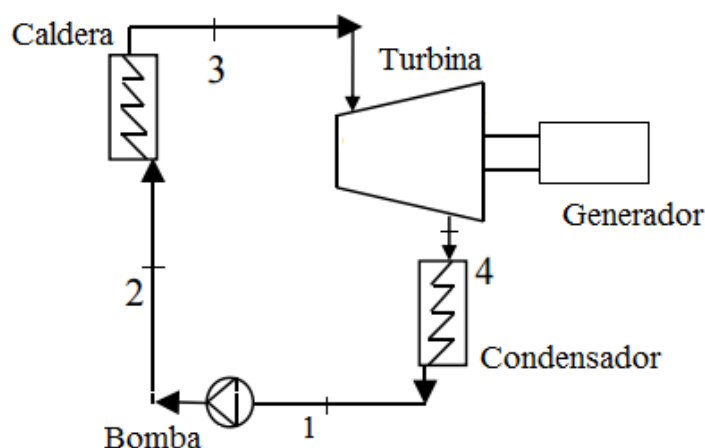 Caldera
3
Turbina
Generador
2
4
Condensador
1
Bomba